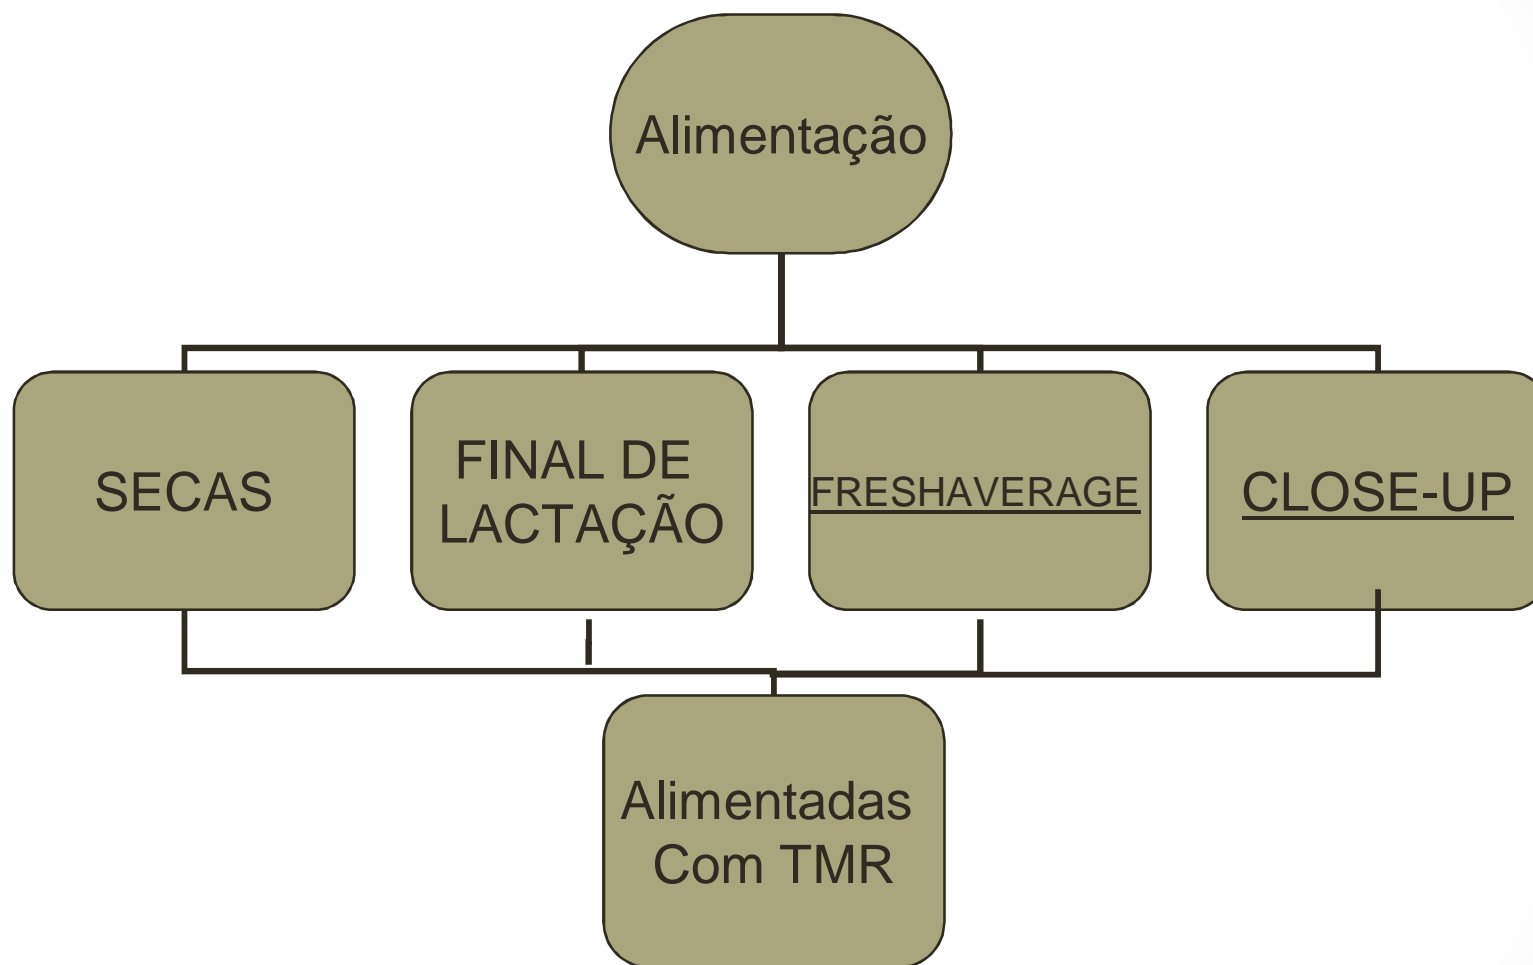 Alimentação
SECAS
FINAL DE
LACTAÇÃO
FRESHAVERAGE
CLOSE-UP
Alimentadas
Com TMR